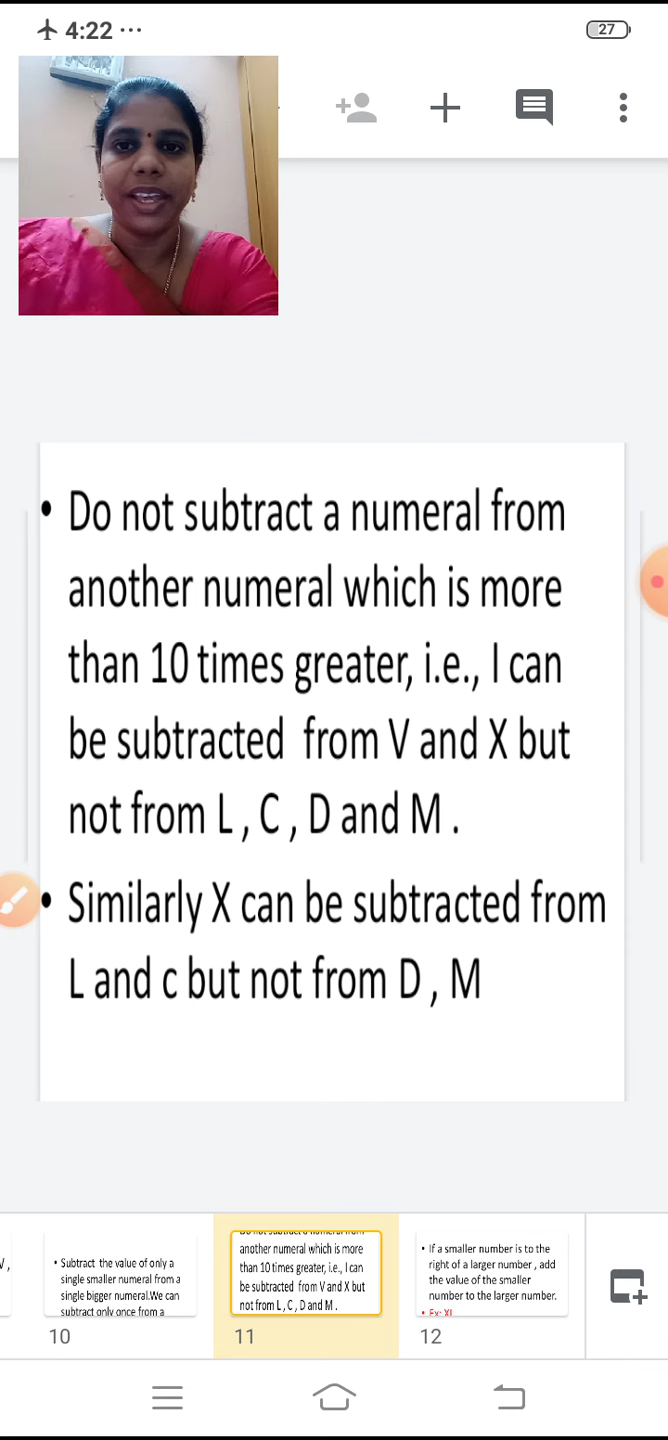 4:22 ...
27
• Do not subtract a numeral from
another numeral which is more
than 10 times greater, i.e., I can
be subtracted from V and X but
not from L , C , D and M .
• Similarly X can be subtracted from
L and c but not from D , M
V ,
• Subtract the value of only a
single smaller numeral from a
single bigger numeral.We can
subtract only once from a
10
Do not subtract a numeral from
another numeral which is more
than 10 times greater, i.e., I can
be subtracted from V and X but
not from L , C , D and M .
11
• If a smaller number is to the
right of a larger number , add
the value of the smaller
number to the larger number.
• Ex: XI
12